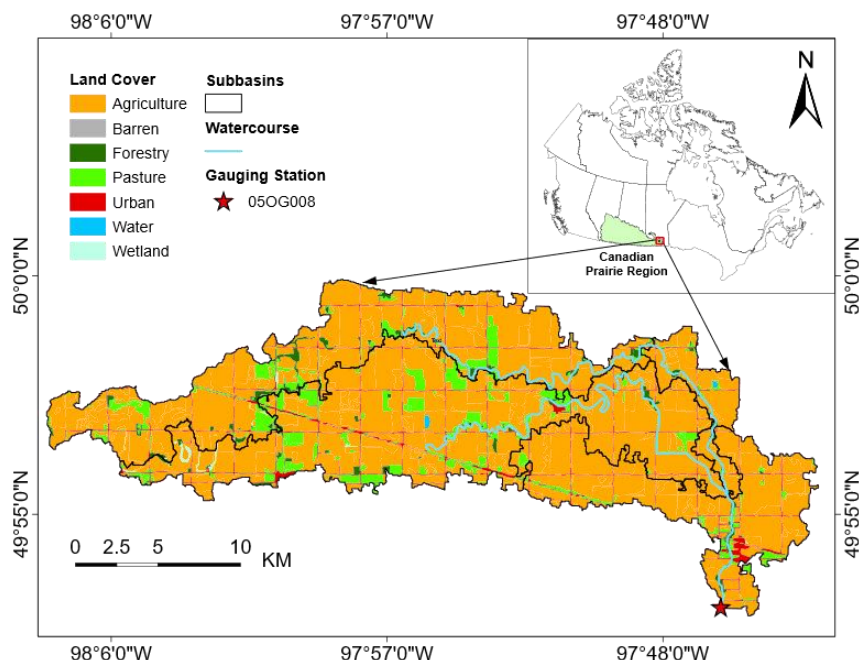 98°6'0"W 97°57'0"W 97°48'0"W
N
Land Cover
Agriculture
Barren
Forestry
Pasture
Urban
Water
Wetland
Subbasins
Watercourse
Gauging Station
05OG008
Canadian
Prairie Region
50°0'0"N
50°0'0"N
49°55'0"N
49°55'0"N
0 2.5 5 10
KM
98°6'0"W 97°57'0"W 97°48'0"W